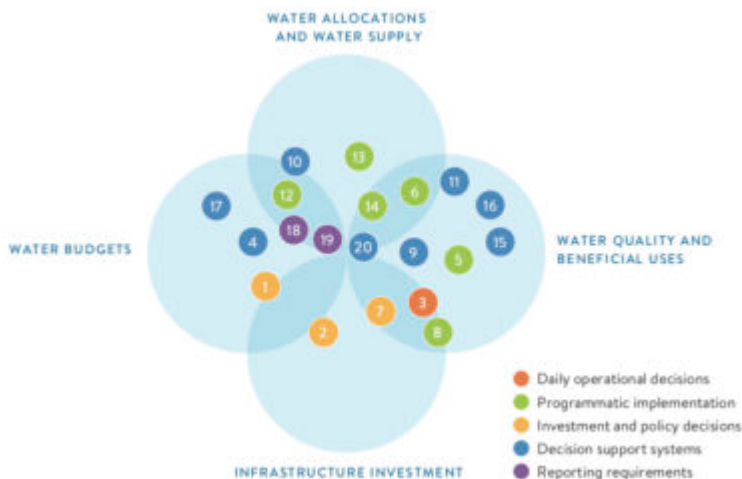 WATER ALLOCATIONS
AND WATER SUPPLY
13
10
11
6
12
17
14
16
18
19
4
20
9
15
5
WATER BUDGETS
WATER QUALITY AND
BENEFICIAL USES
1
3
7
2
8
Daily operational decisions
Programmatic implementation
Investment and policy decisions
Decision support systems
Reporting requirements
INFRASTRUCTURE INVESTMENT